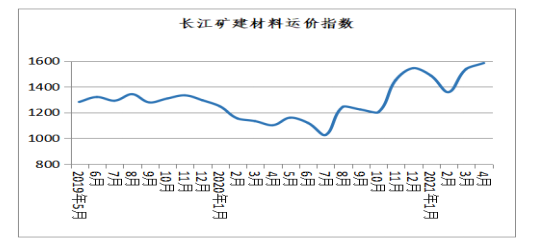 长江矿建材料运价指数
1600
1400
1200
1000
800
2019年5月
6月
7月
8月
9月
10月
11月
12月
2020年1月
2月
3月
4月
5月
6月
7月
8月
9月
10月
11月
12月
2021年1月
2月
3月
4月